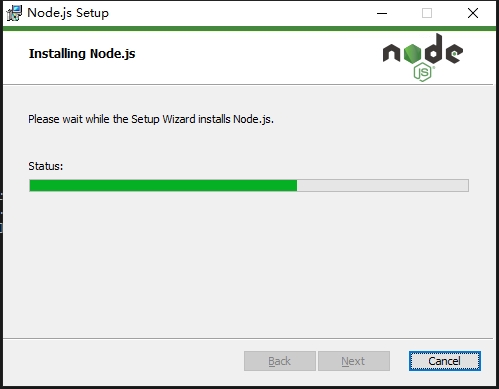 Node.js Setup
Installing Node.js
node
JS
Please wait while the Setup Wizard installs Node.js.
Status:
Back
Next
Cancel